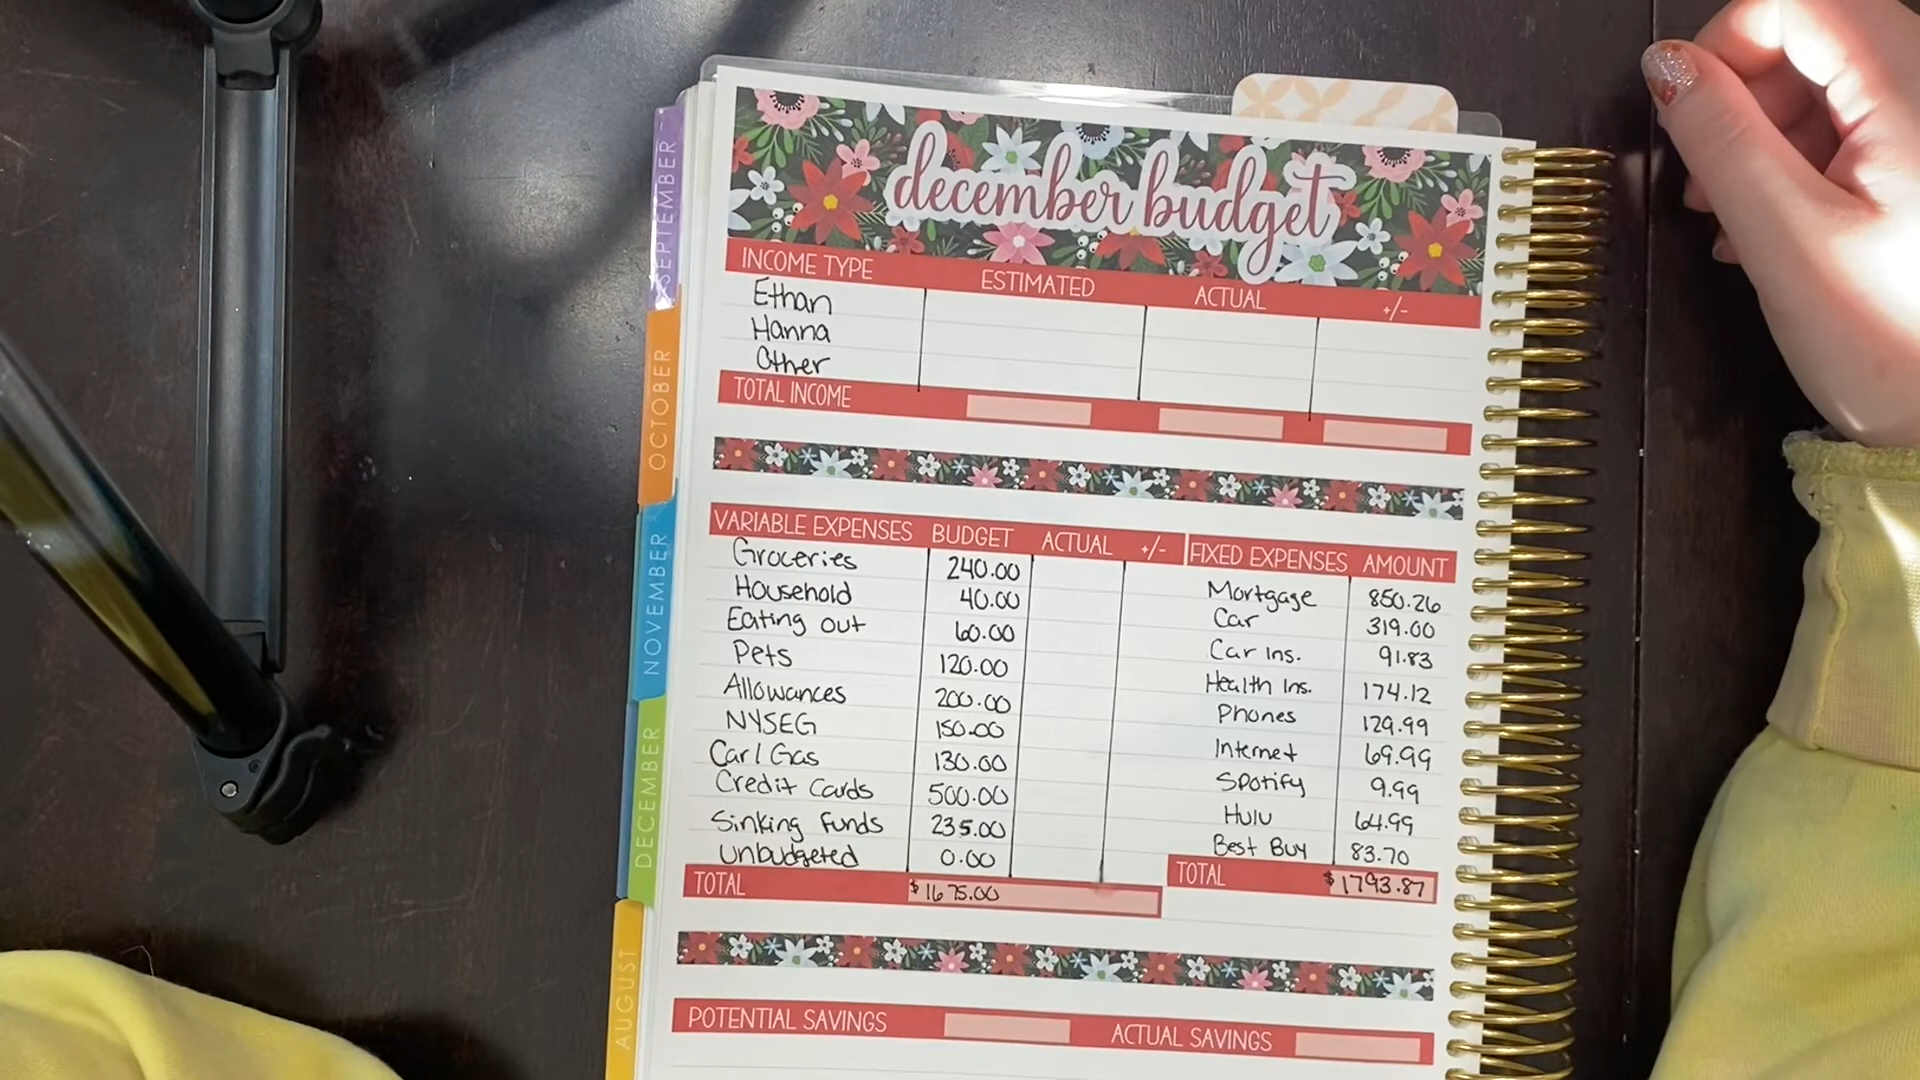 december budget
INCOME TYPE ESTIMATED ACTUAL +/-
Ethan
Hanna
Other
TOTAL INCOME
VARIABLE EXPENSES BUDGET ACTUAL +/- FIXED EXPENSES AMOUNT
Groceries 240.00 Mortgage 850.26
Household 40.00 Car 319.00
Eating out 60.00 Car ins. 91.83
Pets 120.00 Health Ins. 174.12
Allowances 200.00 Phones 129.99
NYSEG 150.00 Internet 69.99
Car/Gas 130.00 Spotify 9.99
Credit Cards 500.00 Hulu 64.99
Sinking Funds 235.00 Best Buy 83.70
Unbudgeted 0.00
TOTAL $1675.00 TOTAL $1793.87
POTENTIAL SAVINGS ACTUAL SAVINGS
SEPTEMBER
OCTOBER
NOVEMBER
DECEMBER
AUGUST